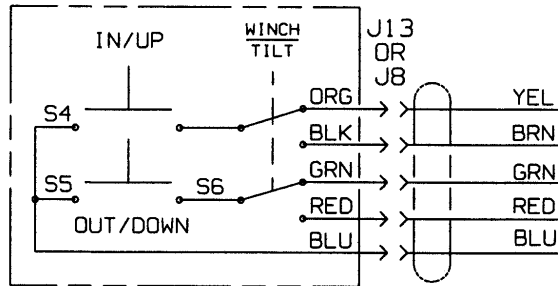 IN/UP
WINCH
TILT
J13
OR
J8
S4
ORG
YEL
BLK
BRN
S5
S6
GRN
GRN
OUT/DOWN
RED
RED
BLU
BLU